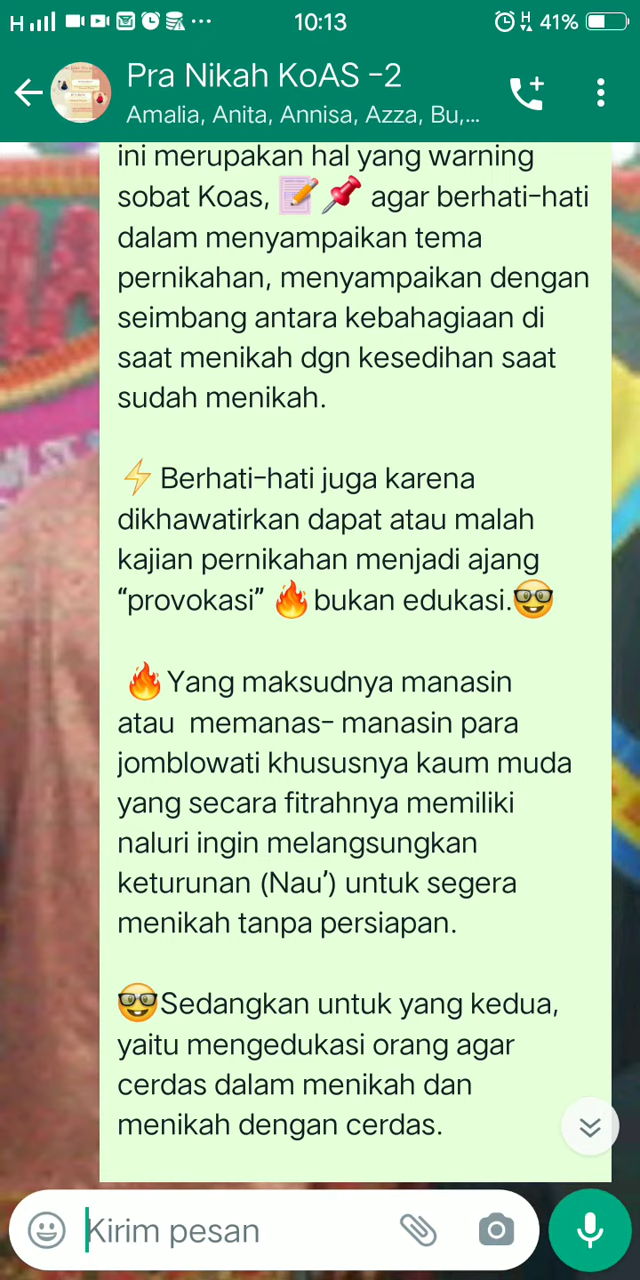 H 10:13 H 41%
Pra Nikah KoAS -2
Amalia, Anita, Annisa, Azza, Bu,...
ini merupakan hal yang warning
sobat Koas, 📝📌 agar berhati-hati
dalam menyampaikan tema
pernikahan, menyampaikan dengan
seimbang antara kebahagiaan di
saat menikah dgn kesedihan saat
sudah menikah.
⚡ Berhati-hati juga karena
dikhawatirkan dapat atau malah
kajian pernikahan menjadi ajang
“provokasi” 🔥 bukan edukasi.🤓
🔥Yang maksudnya manasin
atau memanas- manasin para
jomblowati khususnya kaum muda
yang secara fitrahnya memiliki
naluri ingin melangsungkan
keturunan (Nau’) untuk segera
menikah tanpa persiapan.
🤓Sedangkan untuk yang kedua,
yaitu mengedukasi orang agar
cerdas dalam menikah dan
menikah dengan cerdas.
Kirim pesan